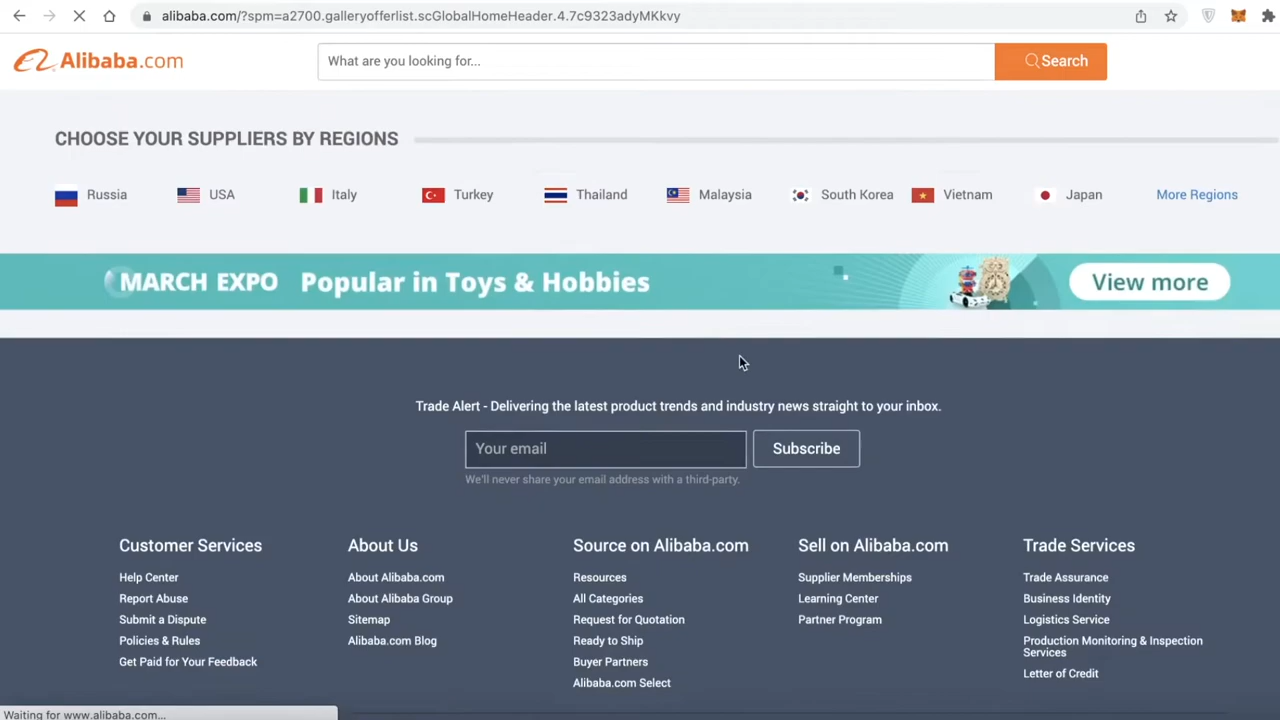 alibaba.com/?spm=a2700.galleryofferlist.scGlobalHomeHeader.4.7c9323adyMKkvy
Alibaba.com
What are you looking for...
Search
CHOOSE YOUR SUPPLIERS BY REGIONS
Russia USA Italy Turkey Thailand Malaysia South Korea Vietnam Japan More Regions
MARCH EXPO Popular in Toys & Hobbies View more
Trade Alert - Delivering the latest product trends and industry news straight to your inbox.
Your email Subscribe
We'll never share your email address with a third-party.
Customer Services
Help Center
Report Abuse
Submit a Dispute
Policies & Rules
Get Paid for Your Feedback
About Us
About Alibaba.com
About Alibaba Group
Sitemap
Alibaba.com Blog
Source on Alibaba.com
Resources
All Categories
Request for Quotation
Ready to Ship
Buyer Partners
Alibaba.com Select
Sell on Alibaba.com
Supplier Memberships
Learning Center
Partner Program
Trade Services
Trade Assurance
Business Identity
Logistics Service
Production Monitoring & Inspection
Services
Letter of Credit
Waiting for www.alibaba.com...